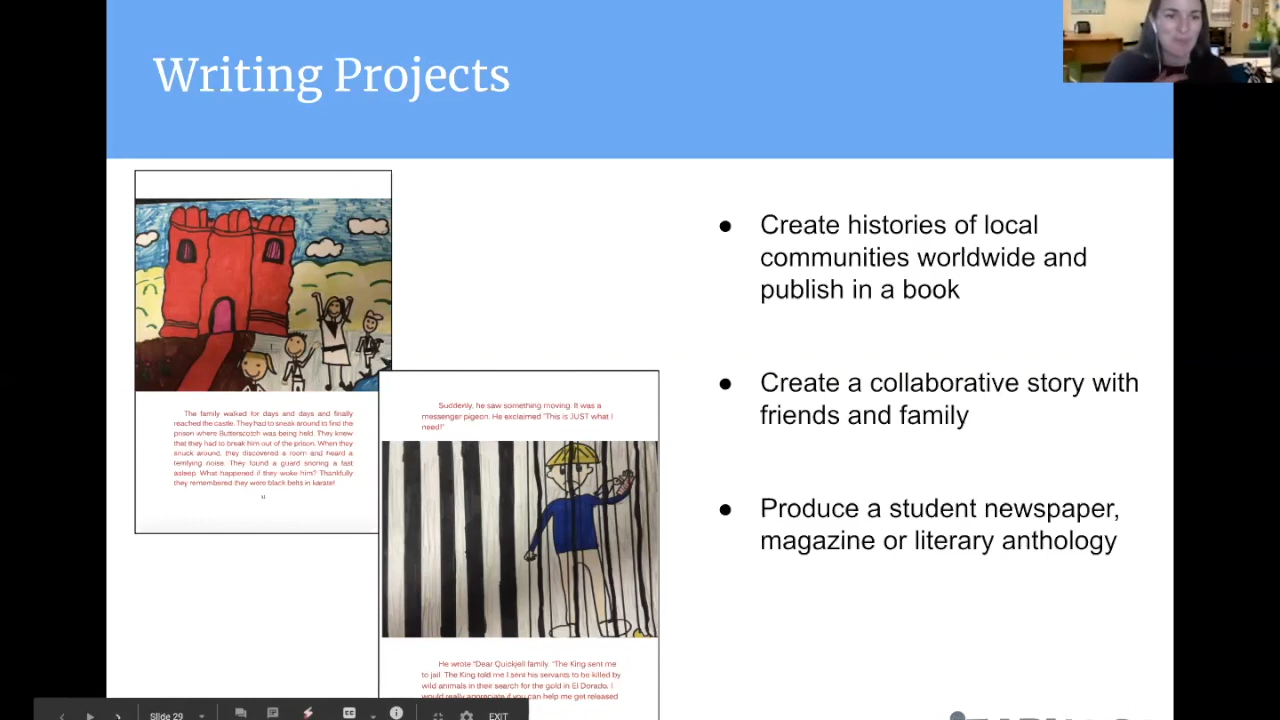 Writing Projects
The family walked for days and days and finally
reached the castle. They had to sneak around to find the
prison where Butterscotch was being held. They knew
that they had to break him out of the prison. When they
snuck around, they discovered a room and heard a
terrifying noise. They found a guard snoring a fast
asleep. What happened if they woke him? Thankfully
they remembered they were black belts in karate!
Suddenly, he saw something moving. It was a
messenger pigeon. He exclaimed "This is JUST what I
need!"
He wrote "Dear Quickjell family. "The King sent me
to jail. The King told me I sent his servants to be killed by
wild animals in their search for the gold in El Dorado. I
would really appreciate if you can help me get released
● Create histories of local
communities worldwide and
publish in a book
● Create a collaborative story with
friends and family
● Produce a student newspaper,
magazine or literary anthology
Slide 29
CC
EXIT